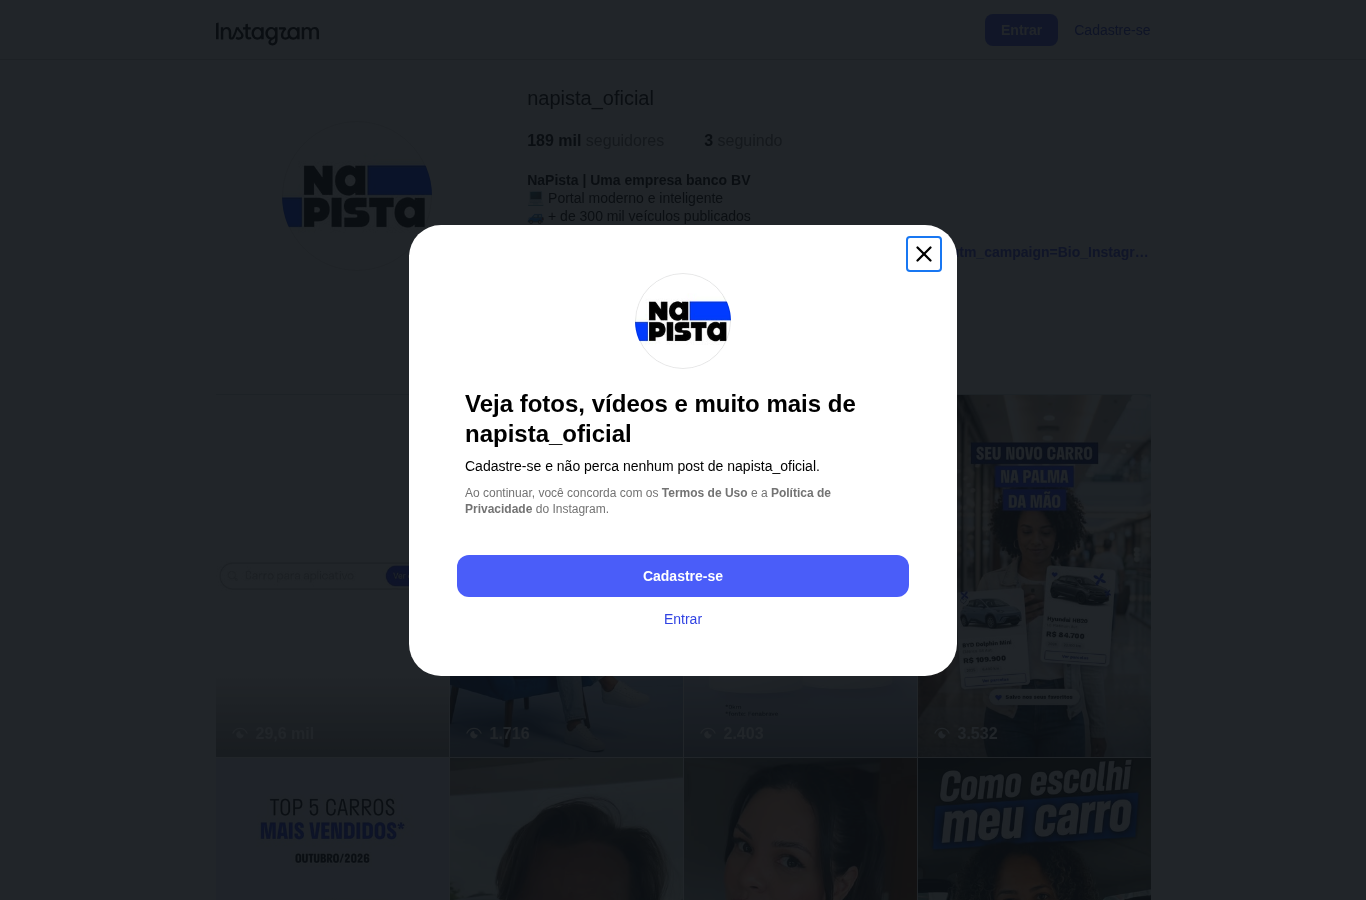 Instagram
Entrar
Cadastre-se
napista_oficial
189 mil seguidores
3 seguindo
NaPista | Uma empresa banco BV
Portal moderno e inteligente
+ de 300 mil veículos publicados
tm_campaign=Bio_Instagr...
Na
PISTA
Na
PISTA
Veja fotos, vídeos e muito mais de
napista_oficial
Cadastre-se e não perca nenhum post de napista_oficial.
Ao continuar, você concorda com os Termos de Uso e a Política de
Privacidade do Instagram.
Cadastre-se
Entrar
SEU NOVO CARRO
NA PALMA
DA MÃO
29,6 mil
1.716
2.403
3.532
TOP 5 CARROS
MAIS VENDIDOS*
OUTUBRO/2026
Como escolhi
meu carro